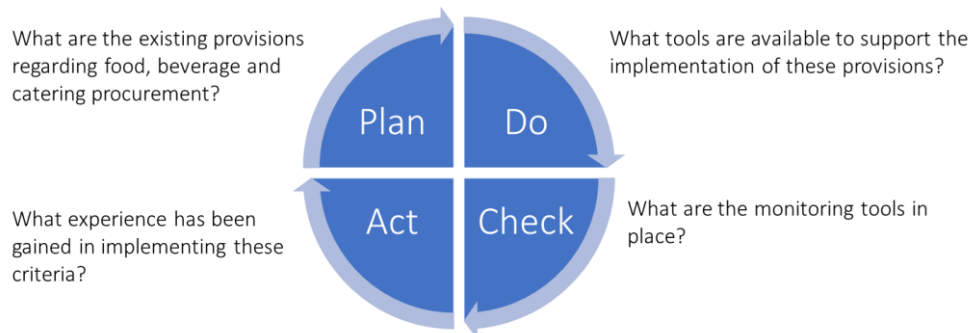 What are the existing provisions
regarding food, beverage and
catering procurement?
What tools are available to support the
implementation of these provisions?
Plan
Do
Act
Check
What experience has been
gained in implementing these
criteria?
What are the monitoring tools in
place?